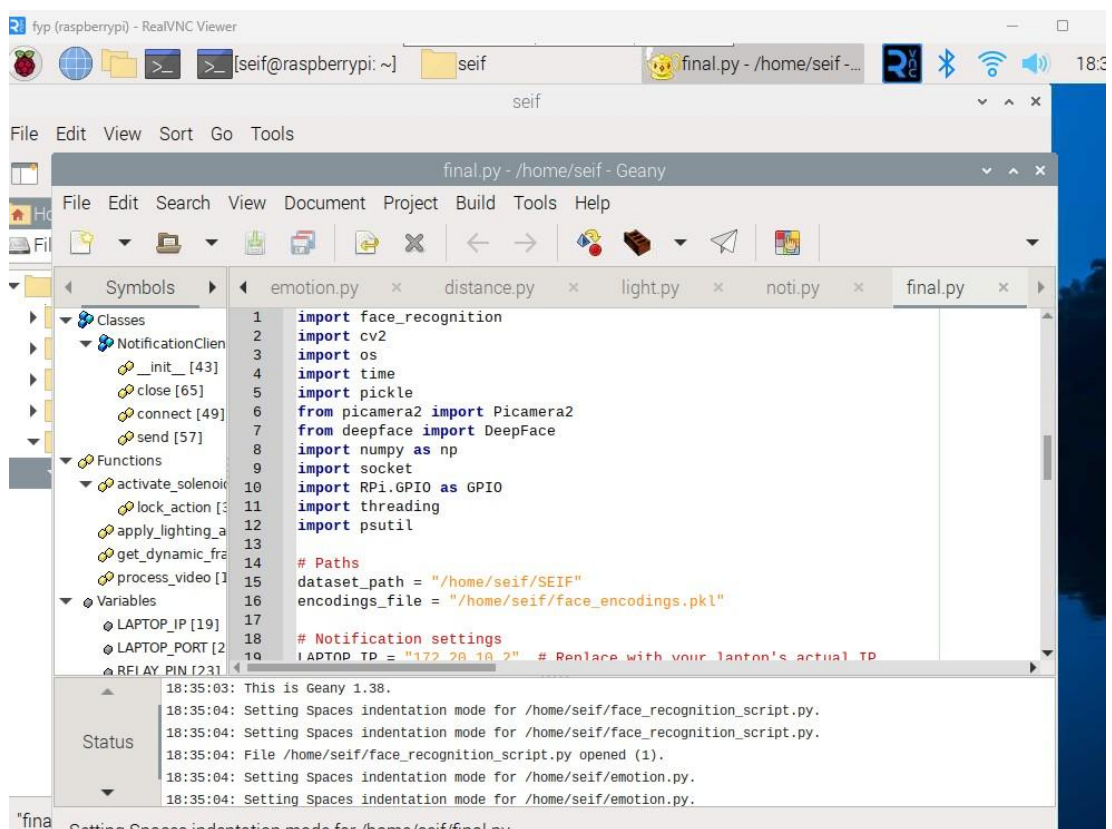 fyp (raspberrypi) - RealVNC Viewer
[seif@raspberrypi: ~] seif final.py - /home/seif -... 18:3
seif
File Edit View Sort Go Tools
final.py - /home/seif - Geany
File Edit Search View Document Project Build Tools Help
Ho
Fil
Symbols emotion.py distance.py light.py noti.py final.py
Classes
NotificationClien
__init__ [43]
close [65]
connect [49]
send [57]
Functions
activate_solenoid
lock_action [3
apply_lighting_a
get_dynamic_fra
process_video [1
Variables
LAPTOP_IP [19]
LAPTOP_PORT [2
RELAY_PIN [23]
1 import face_recognition
2 import cv2
3 import os
4 import time
5 import pickle
6 from picamera2 import Picamera2
7 from deepface import DeepFace
8 import numpy as np
9 import socket
10 import RPi.GPIO as GPIO
11 import threading
12 import psutil
13
14 # Paths
15 dataset_path = "/home/seif/SEIF"
16 encodings_file = "/home/seif/face_encodings.pkl"
17
18 # Notification settings
19 LAPTOP_IP = "172.20.10.2" # Replace with your laptop's actual IP
Status
18:35:03: This is Geany 1.38.
18:35:04: Setting Spaces indentation mode for /home/seif/face_recognition_script.py.
18:35:04: Setting Spaces indentation mode for /home/seif/face_recognition_script.py.
18:35:04: File /home/seif/face_recognition_script.py opened (1).
18:35:04: Setting Spaces indentation mode for /home/seif/emotion.py.
18:35:04: Setting Spaces indentation mode for /home/seif/emotion.py.
"fina
Setting Spaces indentation mode for /home/seif/final.py.